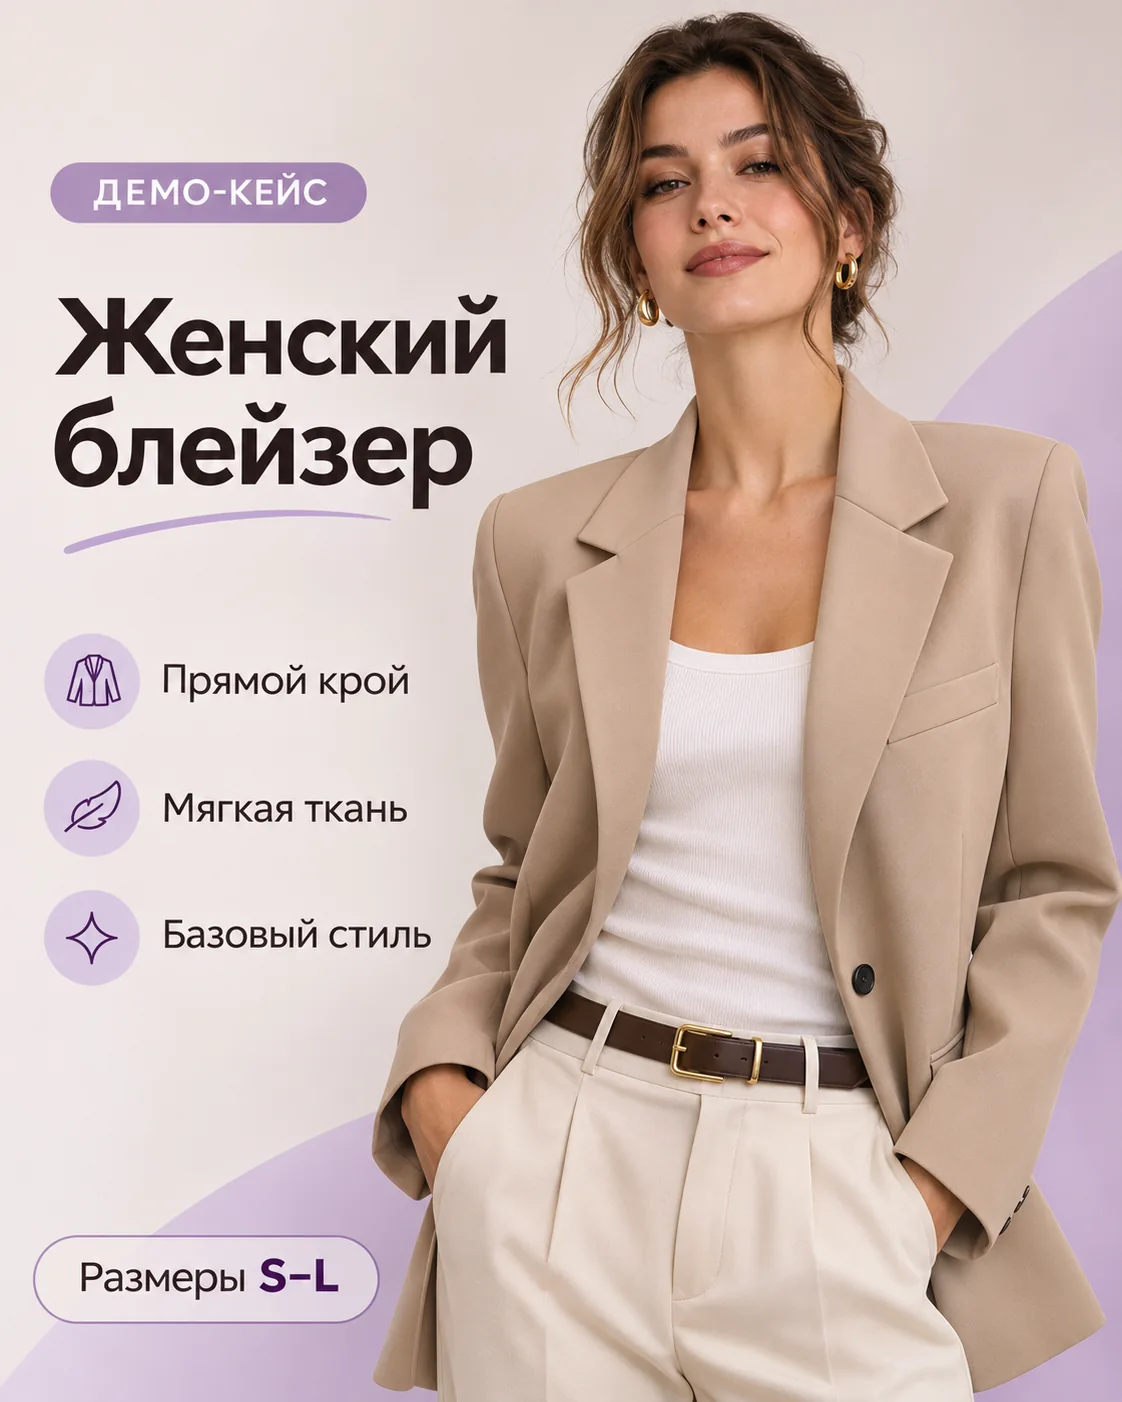 ДЕМО-КЕЙС
Женский
блейзер
Прямой крой
Мягкая ткань
Базовый стиль
Размеры S–L